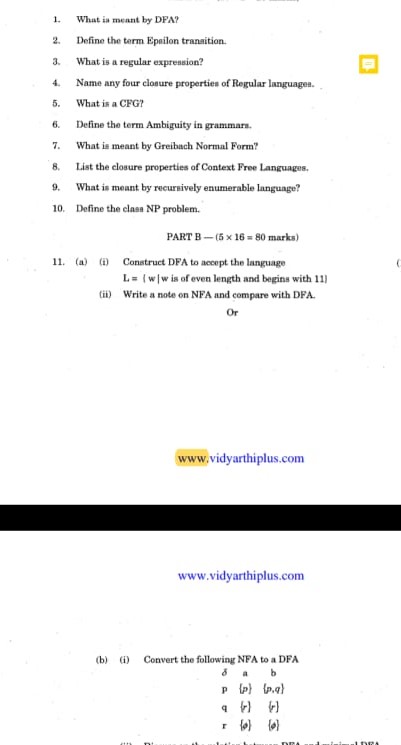 1. What is meant by DFA?
2. Define the term Epsilon transition.
3. What is a regular expression?
4. Name any four closure properties of Regular languages.
5. What is a CFG?
6. Define the term Ambiguity in grammars.
7. What is meant by Greibach Normal Form?
8. List the closure properties of Context Free Languages.
9. What is meant by recursively enumerable language?
10. Define the class NP problem.
PART B — (5 × 16 = 80 marks)
11. (a) (i) Construct DFA to accept the language
L = { w|w is of even length and begins with 11}
(ii) Write a note on NFA and compare with DFA.
Or
www.vidyarthiplus.com
www.vidyarthiplus.com
(b) (i) Convert the following NFA to a DFA
δ a b
p {p} {p.q}
q {r} {r}
r {ø} {ø}